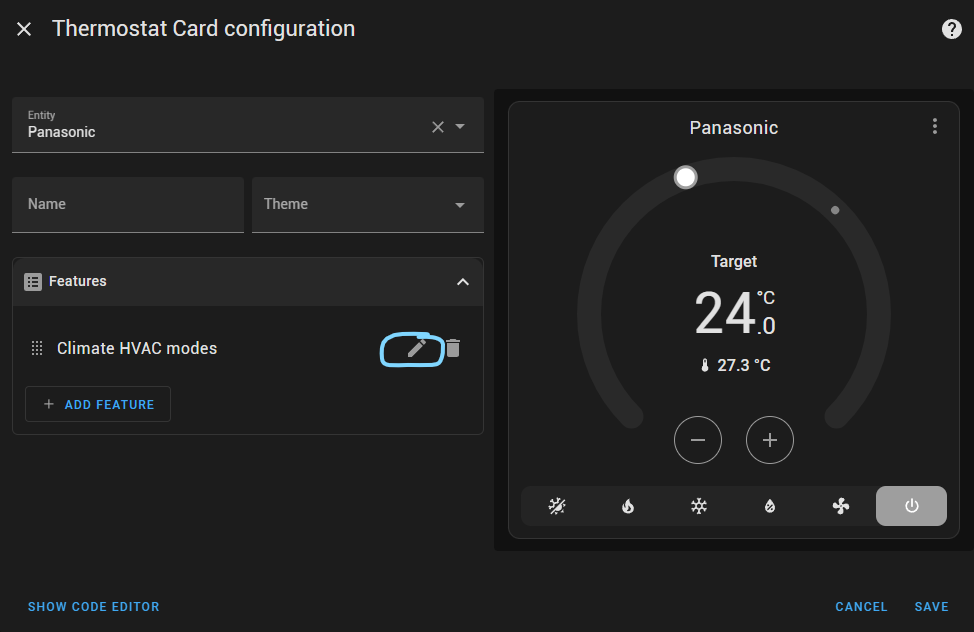 Thermostat Card configuration
Entity
Panasonic
Name
Theme
Features
Climate HVAC modes
ADD FEATURE
Panasonic
Target
24.0 °C
27.3 °C
SHOW CODE EDITOR
CANCEL
SAVE